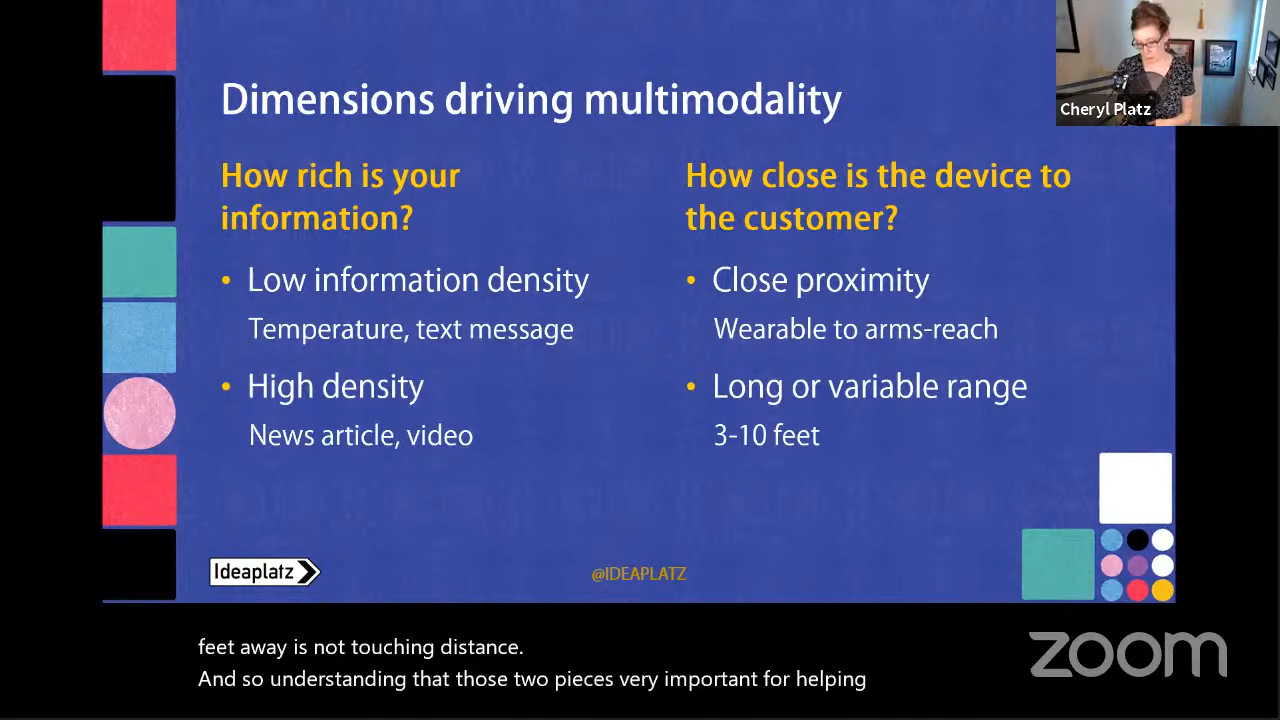 Dimensions driving multimodality
Cheryl Platz
How rich is your
information?
• Low information density
Temperature, text message
• High density
News article, video
How close is the device to
the customer?
• Close proximity
Wearable to arms-reach
• Long or variable range
3-10 feet
Ideaplatz
@IDEAPLATZ
feet away is not touching distance.
And so understanding that those two pieces very important for helping
zoom